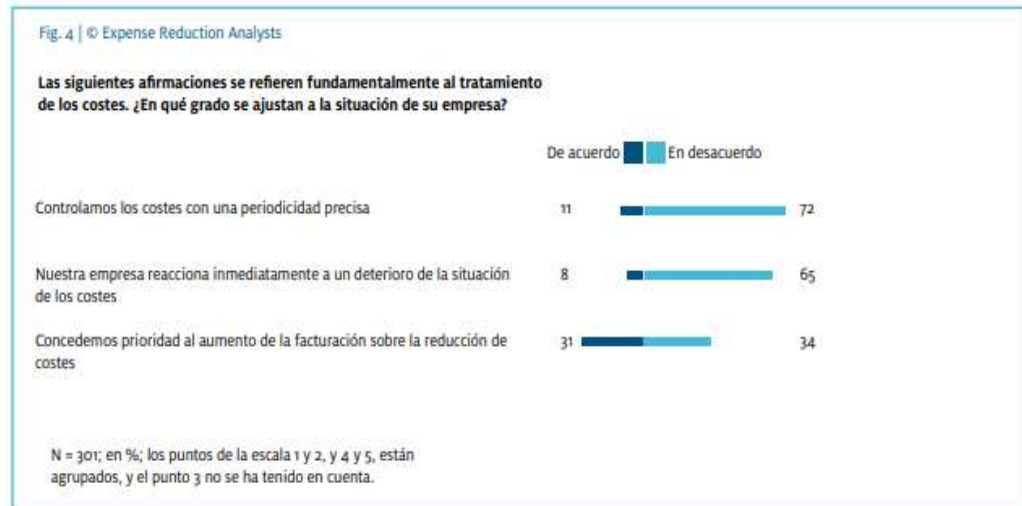 Fig. 4 | © Expense Reduction Analysts
Las siguientes afirmaciones se refieren fundamentalmente al tratamiento
de los costes. ¿En qué grado se ajustan a la situación de su empresa?
De acuerdo En desacuerdo
Controlamos los costes con una periodicidad precisa 11 72
Nuestra empresa reacciona inmediatamente a un deterioro de la situación 8 65
de los costes
Concedemos prioridad al aumento de la facturación sobre la reducción de 31 34
costes
N = 301; en %; los puntos de la escala 1 y 2, y 4 y 5, están
agrupados, y el punto 3 no se ha tenido en cuenta.